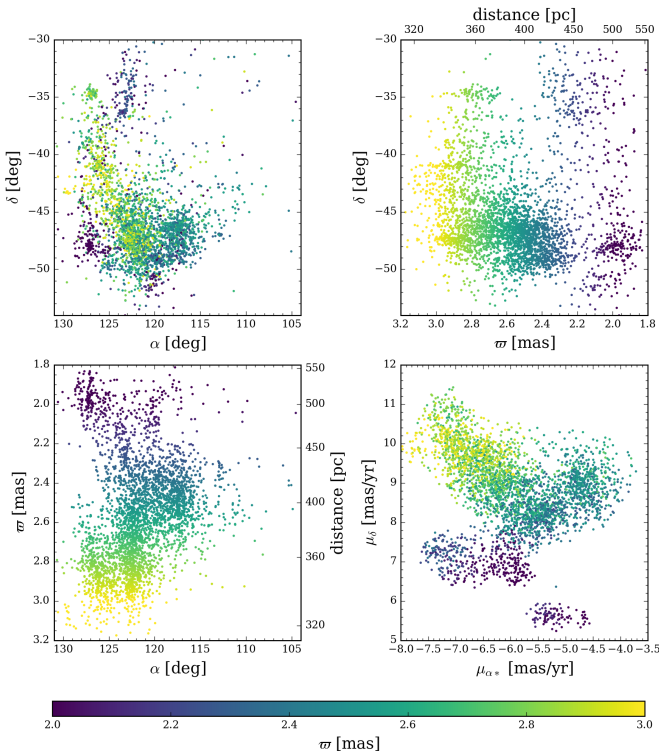 distance [pc]
320 360 400 450 500 550
−30 −35 −40 −45 −50
δ [deg]
130 125 120 115 110 105
α [deg]
−30 −35 −40 −45 −50
δ [deg]
3.2 3.0 2.8 2.6 2.4 2.2 2.0 1.8
ϖ [mas]
1.8 2.0 2.2 2.4 2.6 2.8 3.0 3.2
ϖ [mas]
550 500 450 400 360 320
distance [pc]
130 125 120 115 110 105
α [deg]
12 11 10 9 8 7 6 5
μδ [mas/yr]
−8.0 −7.5 −7.0 −6.5 −6.0 −5.5 −5.0 −4.5 −4.0 −3.5
μα* [mas/yr]
2.0 2.2 2.4 2.6 2.8 3.0
ϖ [mas]